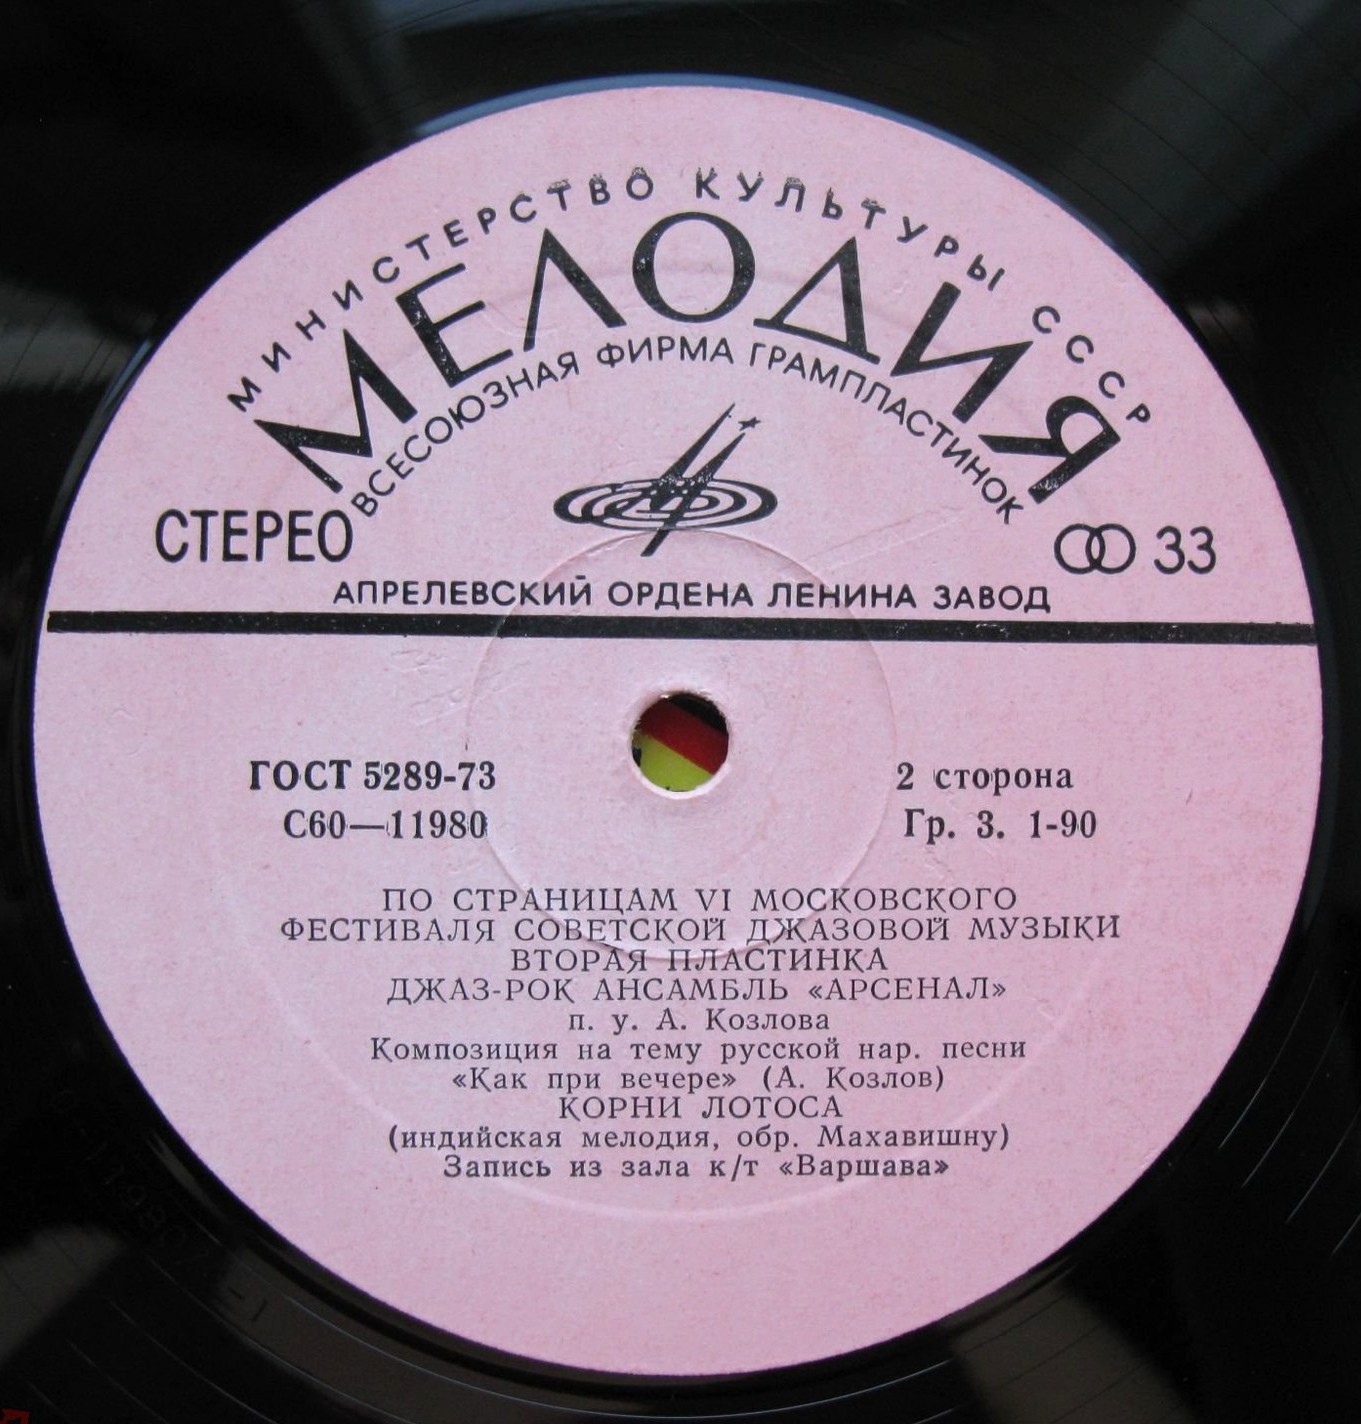 МИНИСТЕРСТВО КУЛЬТУРЫ СССР
МЕЛОДИЯ
ВСЕСОЮЗНАЯ ФИРМА ГРАМПЛАСТИНОК
СТЕРЕО
33
АПРЕЛЕВСКИЙ ОРДЕНА ЛЕНИНА ЗАВОД
ГОСТ 5289-73
2 сторона
С60—11980
Гр. 3. 1-90
ПО СТРАНИЦАМ VI МОСКОВСКОГО
ФЕСТИВАЛЯ СОВЕТСКОЙ ДЖАЗОВОЙ МУЗЫКИ
ВТОРАЯ ПЛАСТИНКА
ДЖАЗ-РОК АНСАМБЛЬ «АРСЕНАЛ»
п. у. А. Козлова
Композиция на тему русской нар. песни
«Как при вечере» (А. Козлов)
КОРНИ ЛОТОСА
(индийская мелодия, обр. Махавишну)
Запись из зала к/т «Варшава»